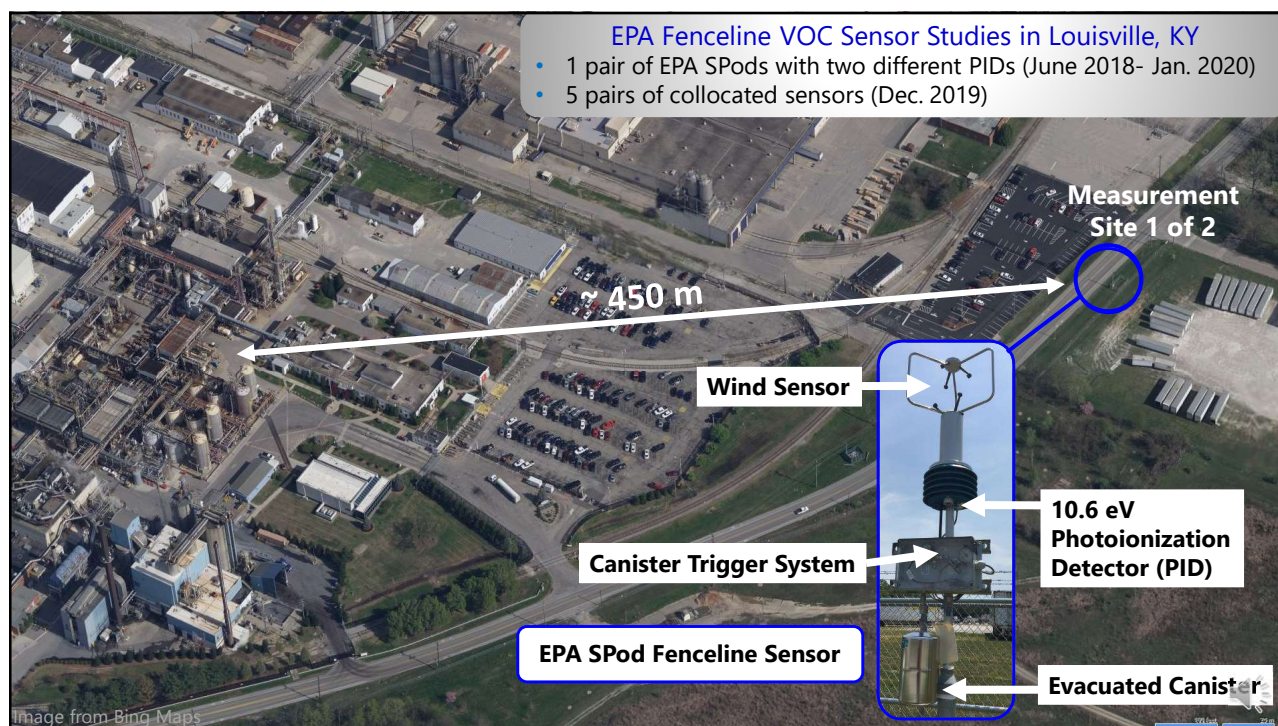 EPA Fenceline VOC Sensor Studies in Louisville, KY
• 1 pair of EPA SPods with two different PIDs (June 2018- Jan. 2020)
• 5 pairs of collocated sensors (Dec. 2019)
Measurement
Site 1 of 2
~ 450 m
Wind Sensor
10.6 eV
Photoionization
Detector (PID)
Canister Trigger System
EPA SPod Fenceline Sensor
Evacuated Canister
Image from Bing Maps